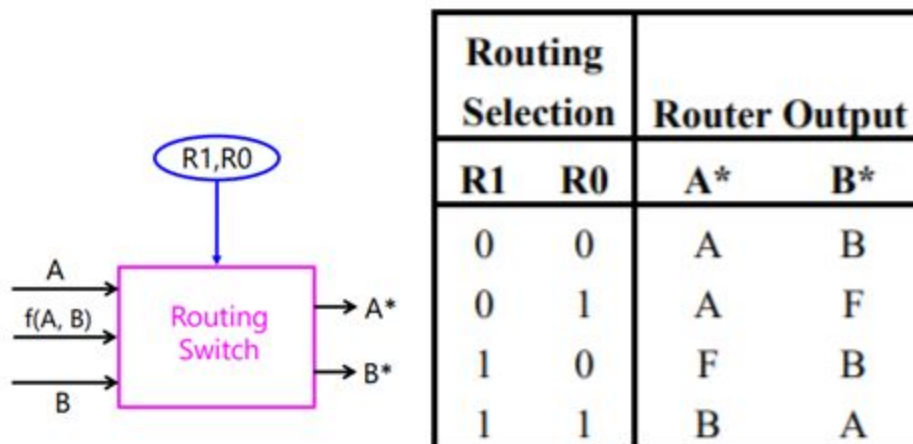 R1,R0
A
f(A, B)
B
Routing
Switch
A*
B*
Routing
Selection Router Output
R1 R0 A* B*
0 0 A B
0 1 A F
1 0 F B
1 1 B A